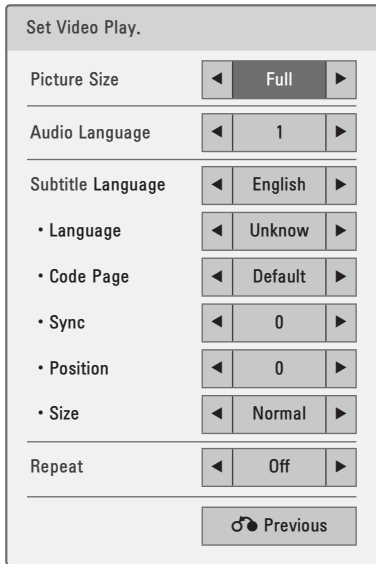 Set Video Play.
Picture Size ◀ Full ▶
Audio Language ◀ 1 ▶
Subtitle Language ◀ English ▶
• Language ◀ Unknow ▶
• Code Page ◀ Default ▶
• Sync ◀ 0 ▶
• Position ◀ 0 ▶
• Size ◀ Normal ▶
Repeat ◀ Off ▶
Previous